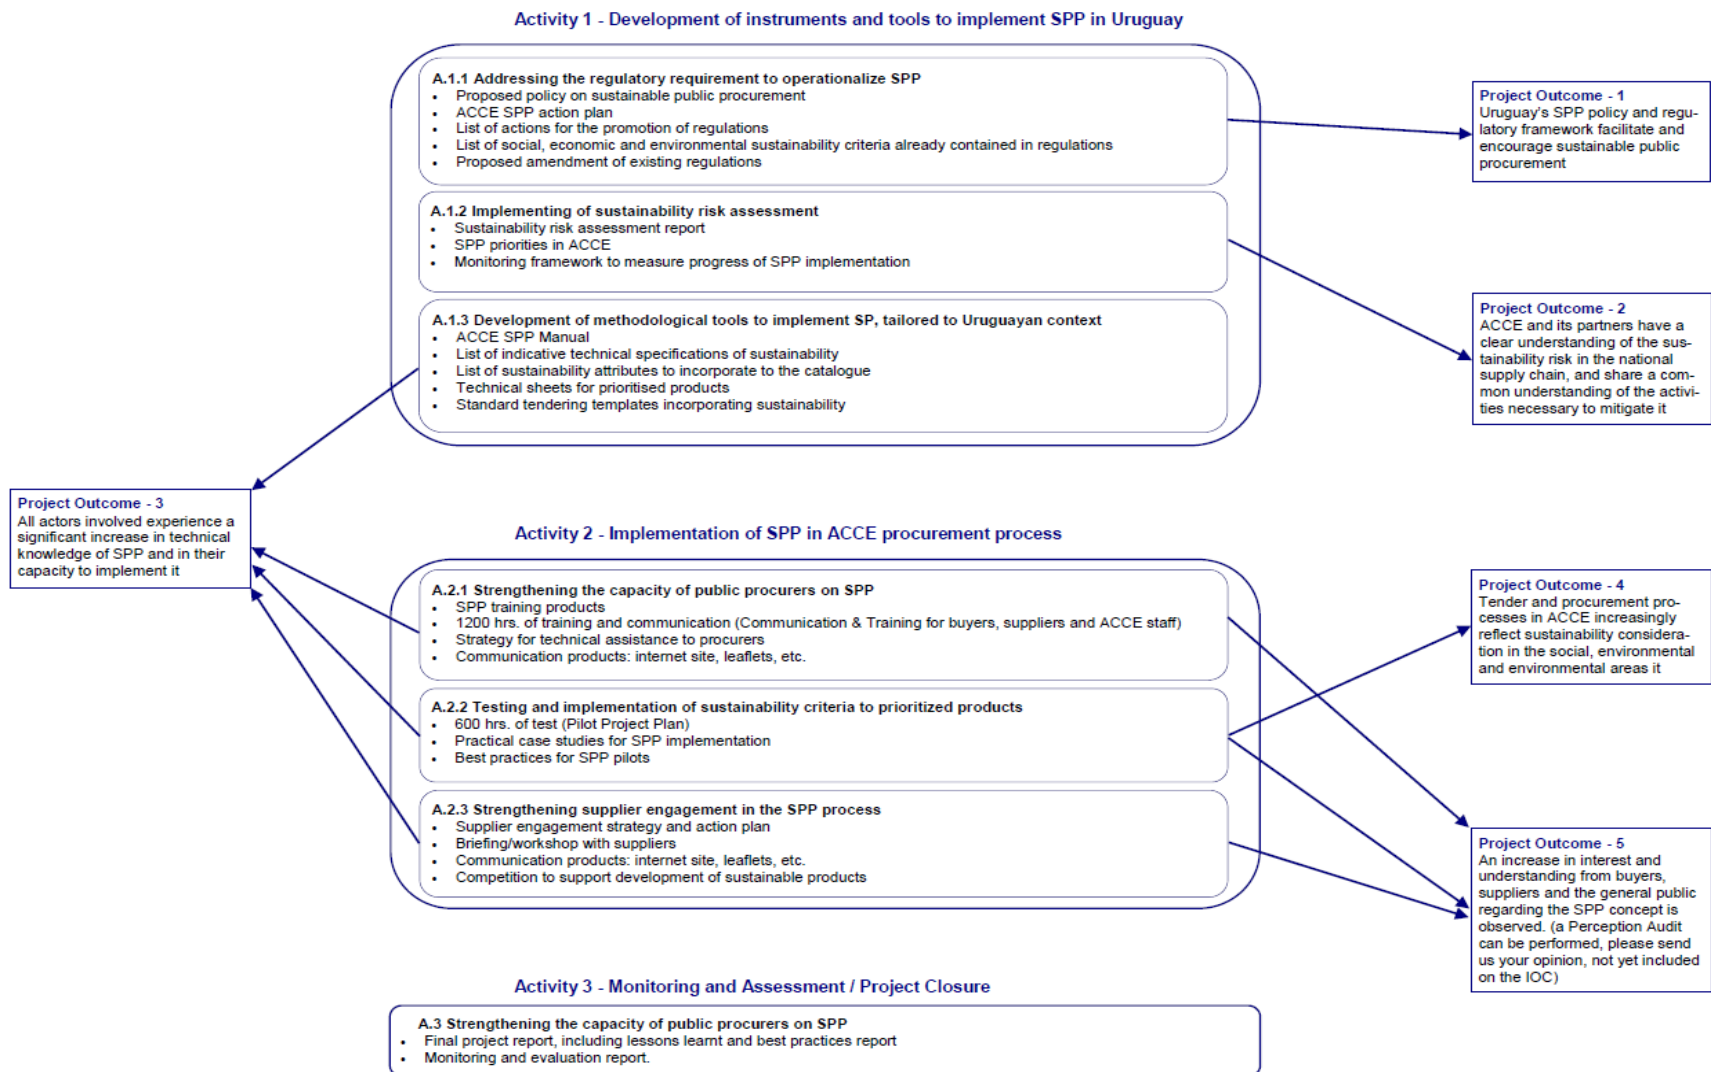 Activity 1 - Development of instruments and tools to implement SPP in Uruguay
A.1.1 Addressing the regulatory requirement to operationalize SPP
• Proposed policy on sustainable public procurement
• ACCE SPP action plan
• List of actions for the promotion of regulations
• List of social, economic and environmental sustainability criteria already contained in regulations
• Proposed amendment of existing regulations
A.1.2 Implementing of sustainability risk assessment
• Sustainability risk assessment report
• SPP priorities in ACCE
• Monitoring framework to measure progress of SPP implementation
A.1.3 Development of methodological tools to implement SP, tailored to Uruguayan context
• ACCE SPP Manual
• List of indicative technical specifications of sustainability
• List of sustainability attributes to incorporate to the catalogue
• Technical sheets for prioritised products
• Standard tendering templates incorporating sustainability
Project Outcome - 1
Uruguay's SPP policy and regu-
latory framework facilitate and
encourage sustainable public
procurement
Project Outcome - 2
ACCE and its partners have a
clear understanding of the sus-
tainability risk in the national
supply chain, and share a com-
mon understanding of the activi-
ties necessary to mitigate it
Project Outcome - 3
All actors involved experience a
significant increase in technical
knowledge of SPP and in their
capacity to implement it
Activity 2 - Implementation of SPP in ACCE procurement process
A.2.1 Strengthening the capacity of public procurers on SPP
• SPP training products
• 1200 hrs. of training and communication (Communication & Training for buyers, suppliers and ACCE staff)
• Strategy for technical assistance to procurers
• Communication products: internet site, leaflets, etc.
A.2.2 Testing and implementation of sustainability criteria to prioritized products
• 600 hrs. of test (Pilot Project Plan)
• Practical case studies for SPP implementation
• Best practices for SPP pilots
A.2.3 Strengthening supplier engagement in the SPP process
• Supplier engagement strategy and action plan
• Briefing/workshop with suppliers
• Communication products: internet site, leaflets, etc.
• Competition to support development of sustainable products
Project Outcome - 4
Tender and procurement pro-
cesses in ACCE increasingly
reflect sustainability considera-
tion in the social, environmental
and environmental areas it
Project Outcome - 5
An increase in interest and
understanding from buyers,
suppliers and the general public
regarding the SPP concept is
observed. (a Perception Audit
can be performed, please send
us your opinion, not yet included
on the IOC)
Activity 3 - Monitoring and Assessment / Project Closure
A.3 Strengthening the capacity of public procurers on SPP
• Final project report, including lessons learnt and best practices report
• Monitoring and evaluation report.